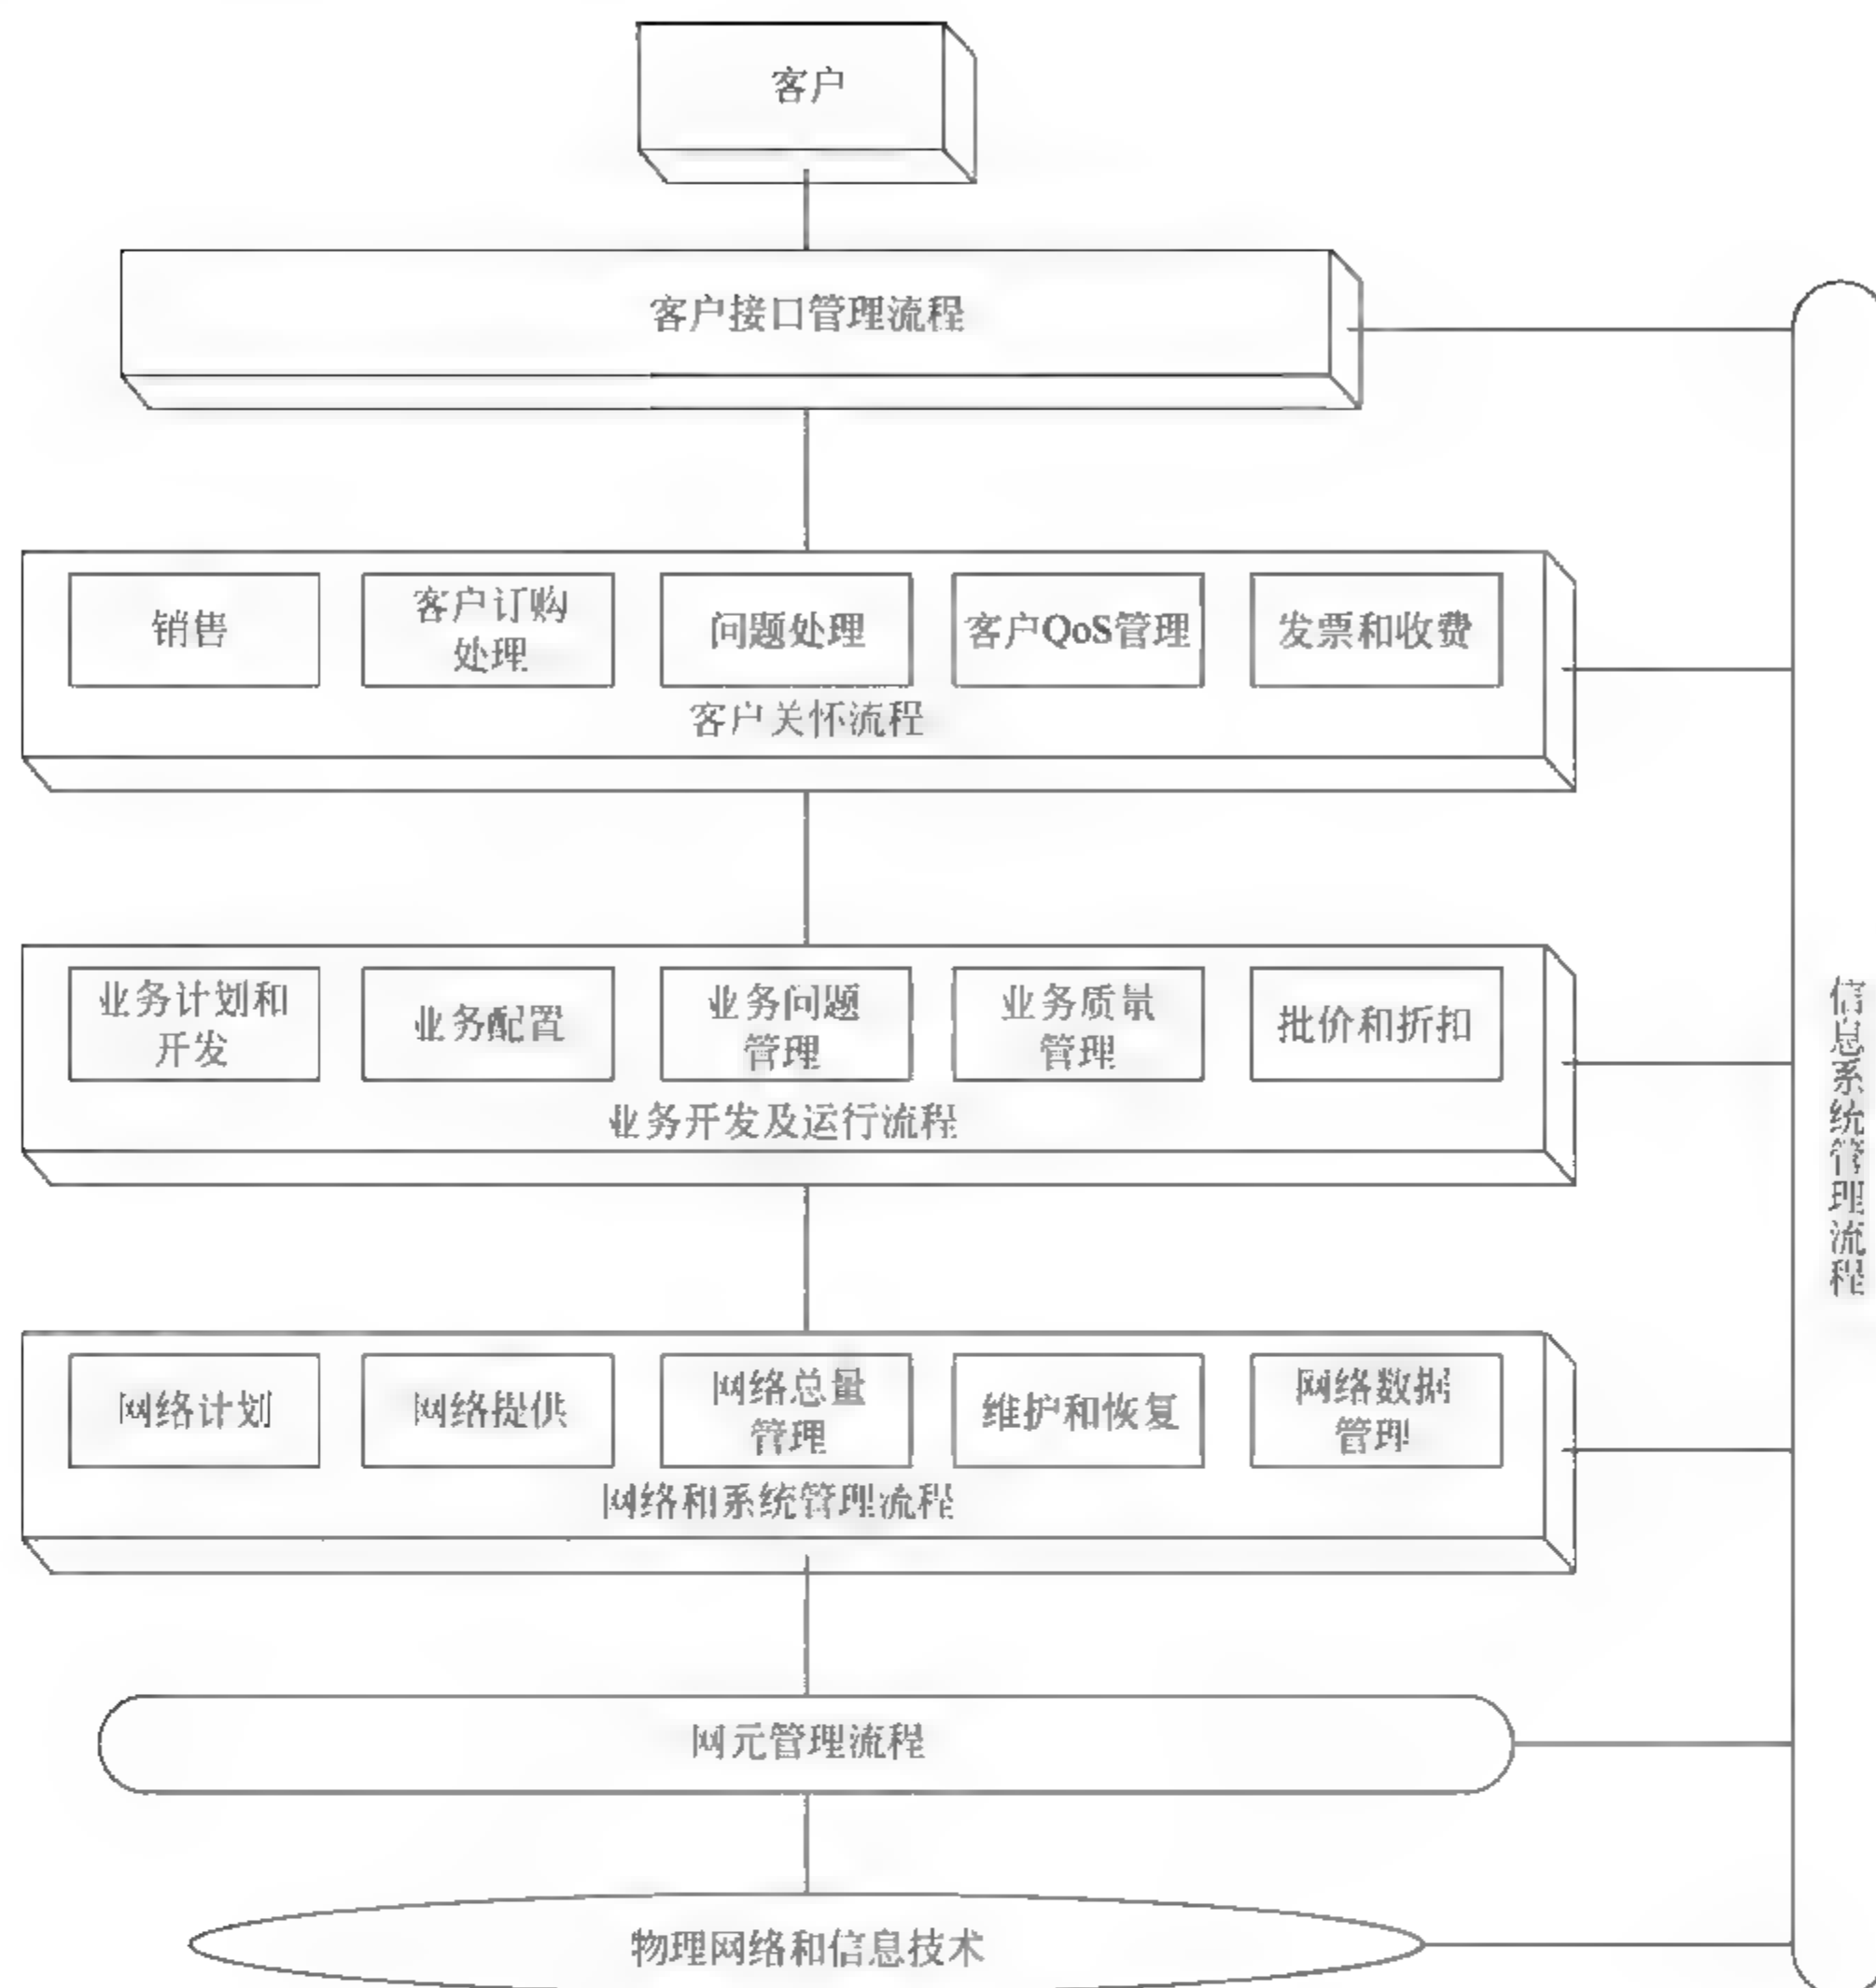 客户
客户接口管理流程
销售
客户订购
处理
问题处理
客户QoS管理
发票和收费
客户关怀流程
业务计划和
开发
业务配置
业务问题
管理
业务质量
管理
批价和折扣
业务开发及运行流程
网络计划
网络提供
网络总量
管理
维护和恢复
网络数据
管理
网络和系统管理流程
网元管理流程
物理网络和信息技术
信息系统管理流程